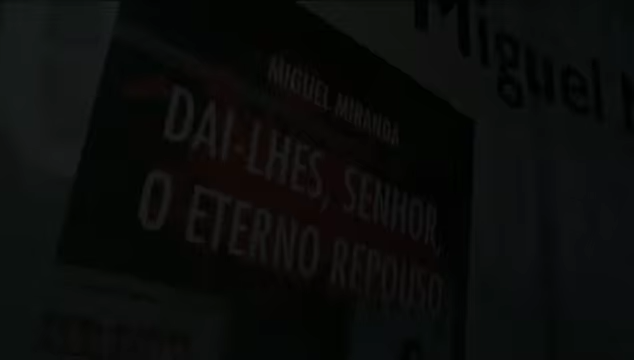 Miguel
MIGUEL MIRANDA
DAI-LHES, SENHOR,
O ETERNO REPOUSO